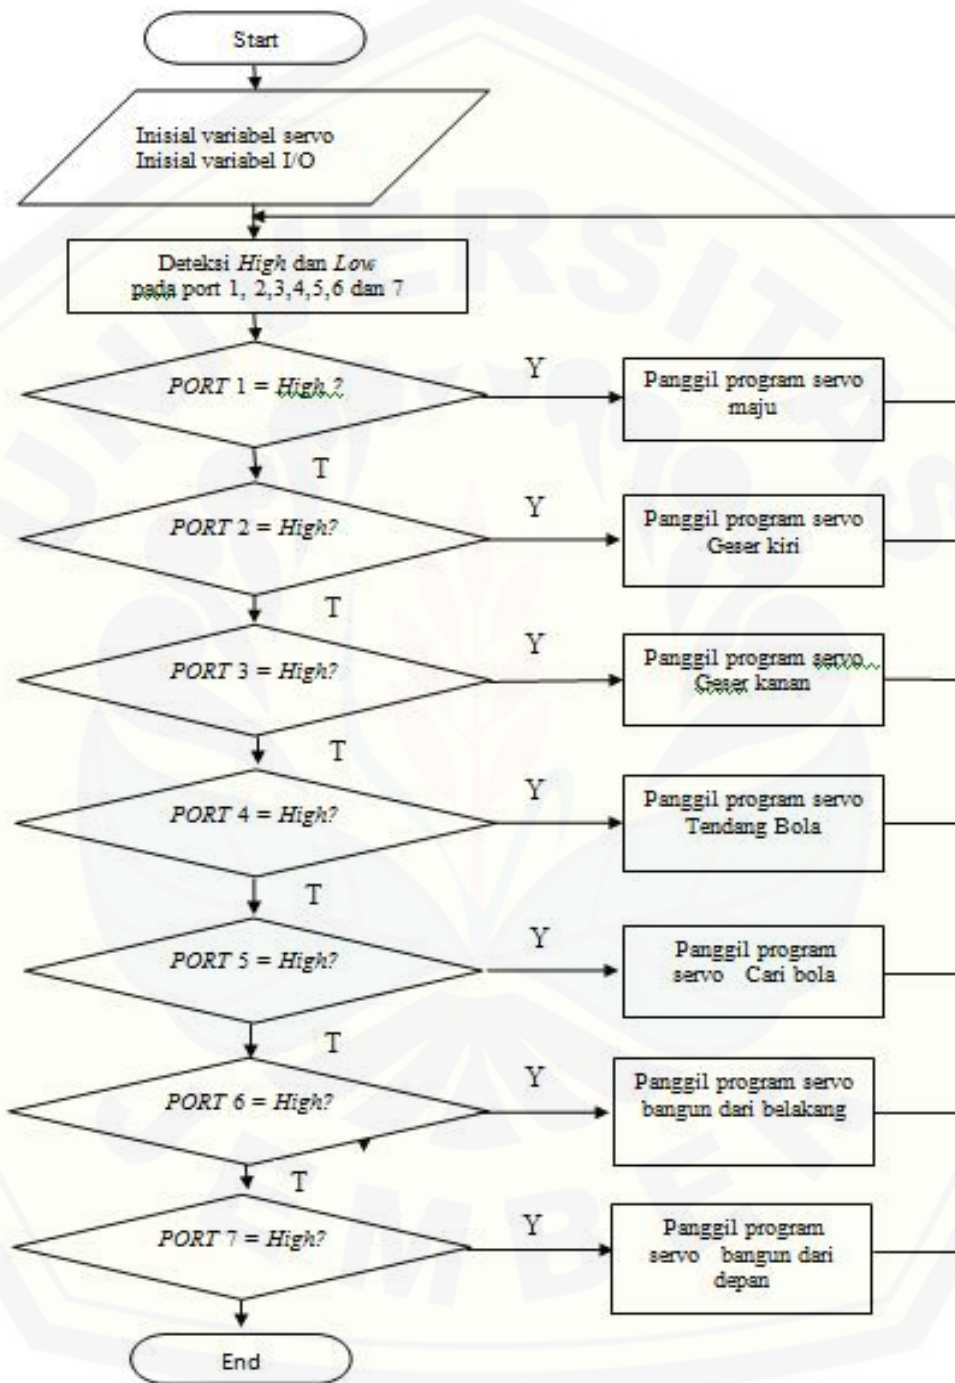 Start
Inisial variabel servo
Inisial variabel I/O
Deteksi High dan Low
pada port 1, 2,3,4,5,6 dan 7
PORT 1 = High ?
Y
Panggil program servo
maju
T
PORT 2 = High?
Y
Panggil program servo
Geser kiri
T
PORT 3 = High?
Y
Panggil program servo
Geser kanan
T
PORT 4 = High?
Y
Panggil program servo
Tendang Bola
T
PORT 5 = High?
Y
Panggil program
servo Cari bola
T
PORT 6 = High?
Y
Panggil program servo
bangun dari belakang
T
PORT 7 = High?
Y
Panggil program
servo bangun dari
depan
End
UNIVERSITAS
JEMBER